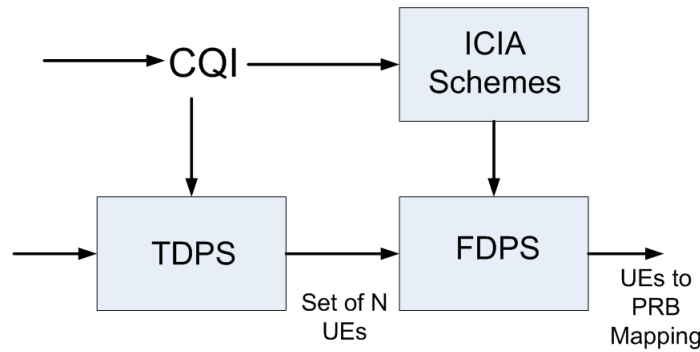 CQI
ICIA
Schemes
TDPS
FDPS
Set of N
UEs
UEs to
PRB
Mapping